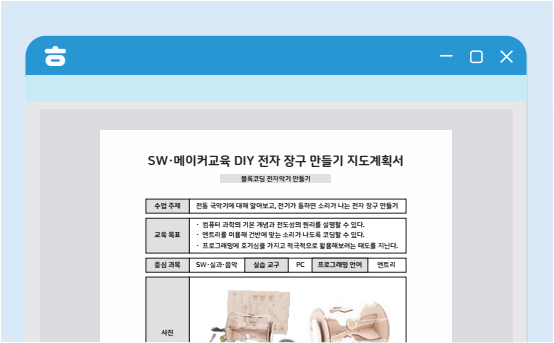 ㅎ
SW·메이커교육 DIY 전자 장구 만들기 지도계획서
블록코딩 전자악기 만들기
수업 주제 전통 국악기에 대해 알아보고, 전기가 통하면 소리가 나는 전자 장구 만들기
교육 목표
· 컴퓨터 과학의 기본 개념과 전도성의 원리를 설명할 수 있다.
· 엔트리를 이용해 건반에 맞는 소리가 나도록 코딩할 수 있다.
· 프로그래밍에 호기심을 가지고 적극적으로 활용해보려는 태도를 지닌다.
중심 과목 SW·실과·음악 실습 교구 PC 프로그래밍 언어 엔트리
사진